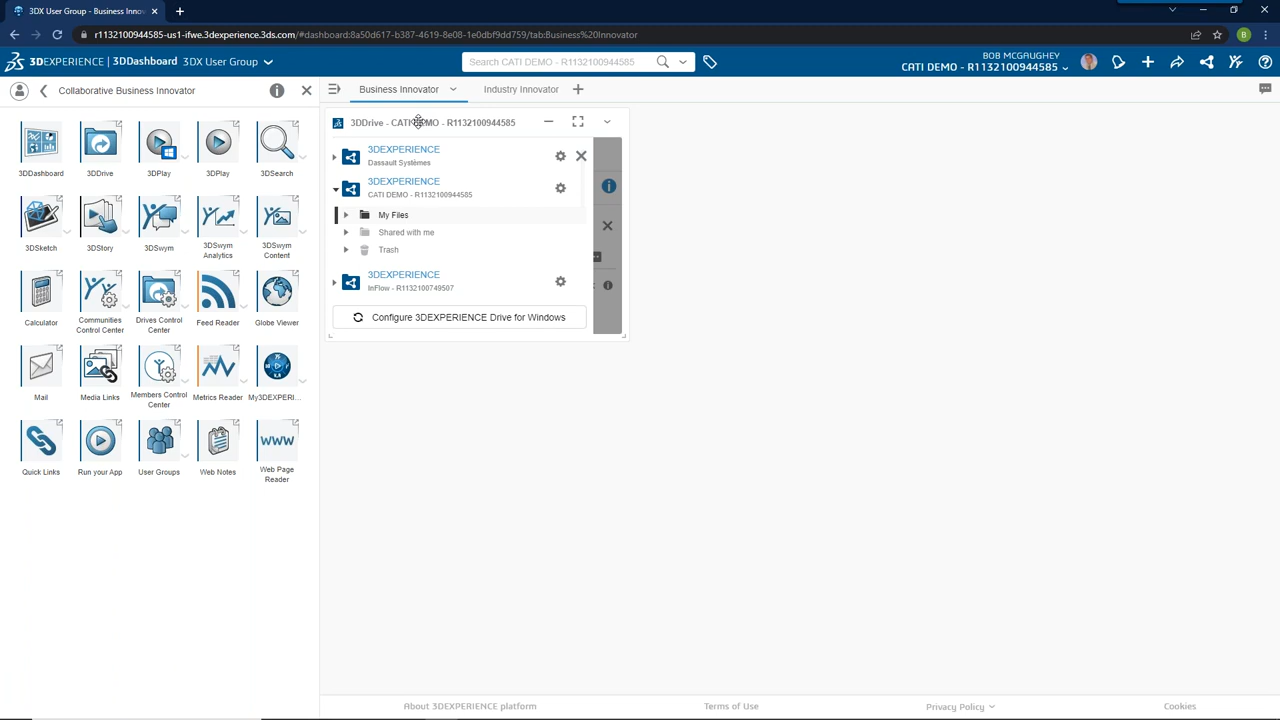 3DX User Group - Business Innov
r1132100944585-us1-ifwe.3dexperience.3ds.com/#dashboard:8a50d617-b387-4619-8e08-1e0dbf9dd759/tab:Business%20Innovator
B
3DEXPERIENCE | 3DDashboard 3DX User Group
Search CATI DEMO - R1132100944585
BOB MCGAUGHEY
CATI DEMO - R1132100944585
Collaborative Business Innovator
Business Innovator
Industry Innovator
3DDashboard
3DDrive
3DPlay
3DPlay
3DSearch
3DSketch
3DStory
3DSwym
3DSwym Analytics
3DSwym Content
Calculator
Communities Control Center
Drives Control Center
Feed Reader
Globe Viewer
Mail
Media Links
Members Control Center
Metrics Reader
My3DEXPERI...
Quick Links
Run your App
User Groups
Web Notes
WWW
Web Page Reader
3DDrive - CATI DEMO - R1132100944585
3DEXPERIENCE
Dassault Systèmes
3DEXPERIENCE
CATI DEMO - R1132100944585
My Files
Shared with me
Trash
3DEXPERIENCE
InFlow - R1132100749507
Configure 3DEXPERIENCE Drive for Windows
About 3DEXPERIENCE platform
Terms of Use
Privacy Policy
Cookies